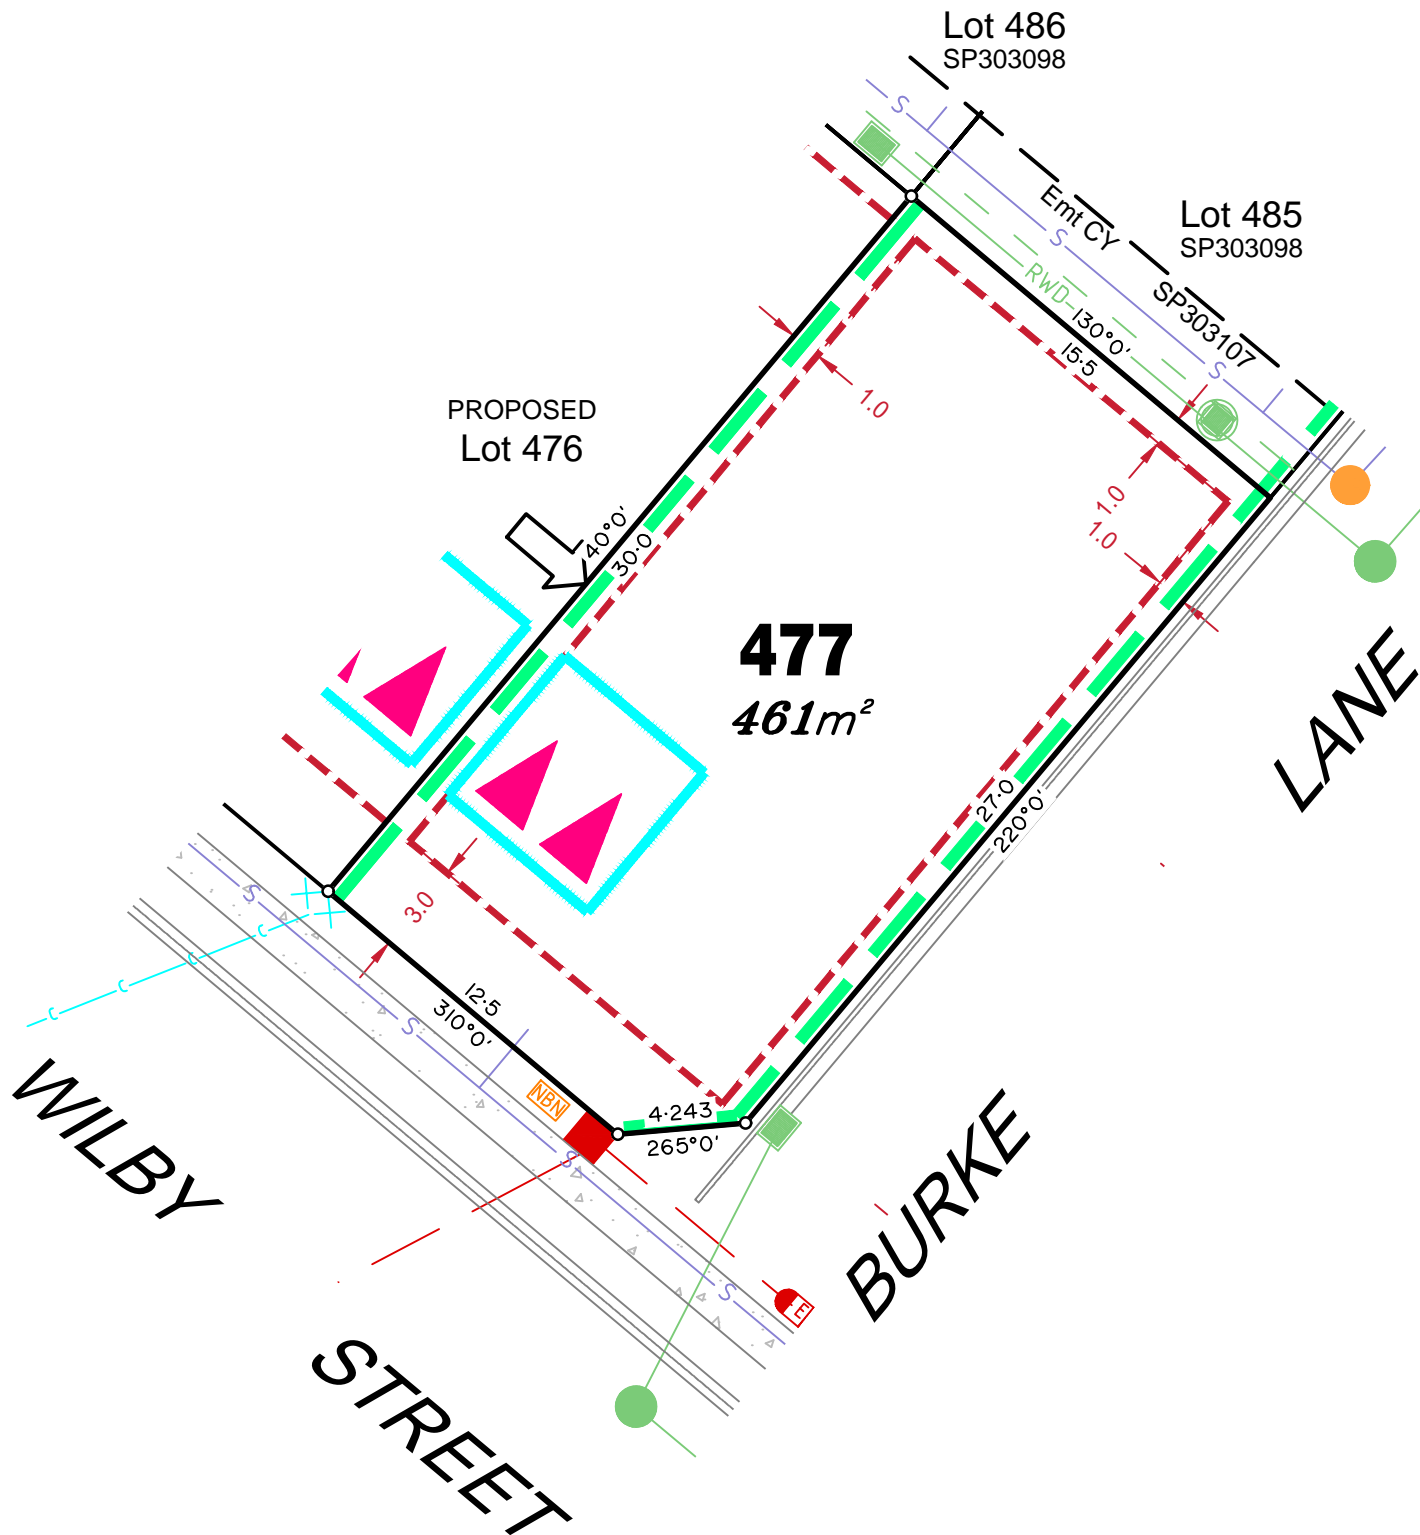 Lot 486
SP303098
Lot 485
SP303098
S
Emt CY
SP303107
S
RWD
S
130°0'
15·5
1.0
PROPOSED
Lot 476
40°0'
30·0
1.0
1.0
477
461m²
27·0
220°0'
LANE
3.0
S
C
C
C
C
12·5
310°0'
S
NBN
4·243
265°0'
S
S
E
WILBY
STREET
BURKE